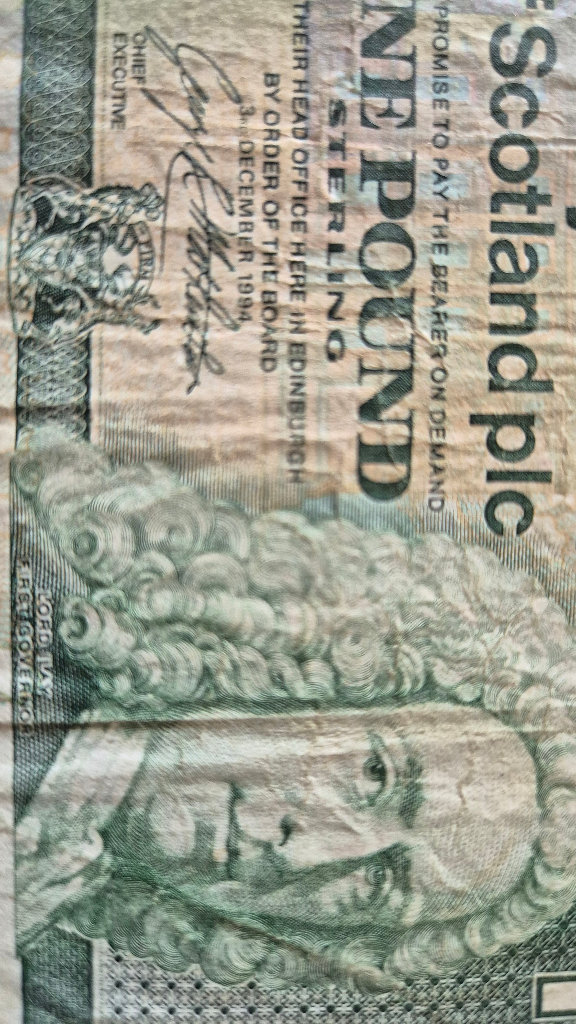 Scotland plc
PROMISE TO PAY THE BEARER ON DEMAND
NE POUND
STERLING
THEIR HEAD OFFICE HERE IN EDINBURGH
BY ORDER OF THE BOARD
3RD DECEMBER 1994
CHIEF
EXECUTIVE
LORD ILAY
FIRST GOVERNOR